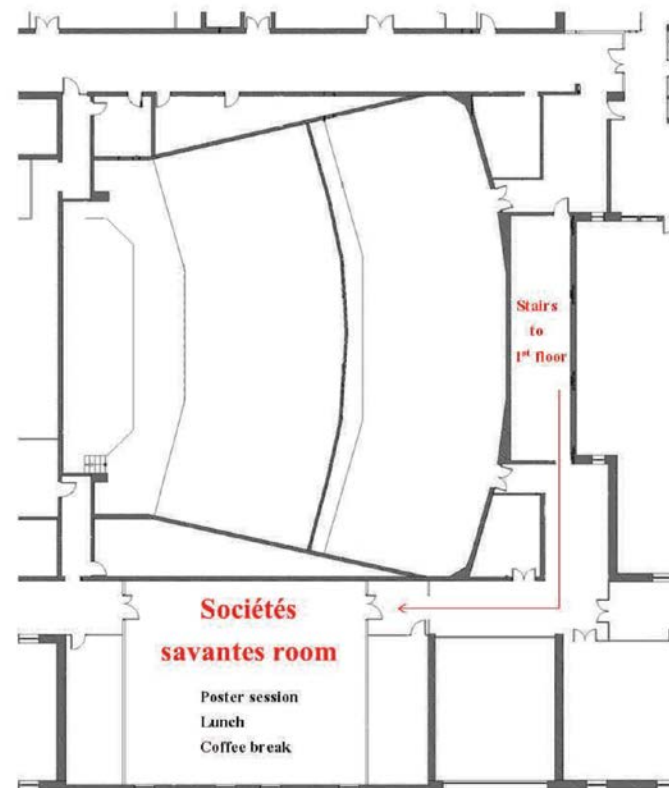 Stairs
to
1st floor
Sociétés
savantes room
Poster session
Lunch
Coffee break